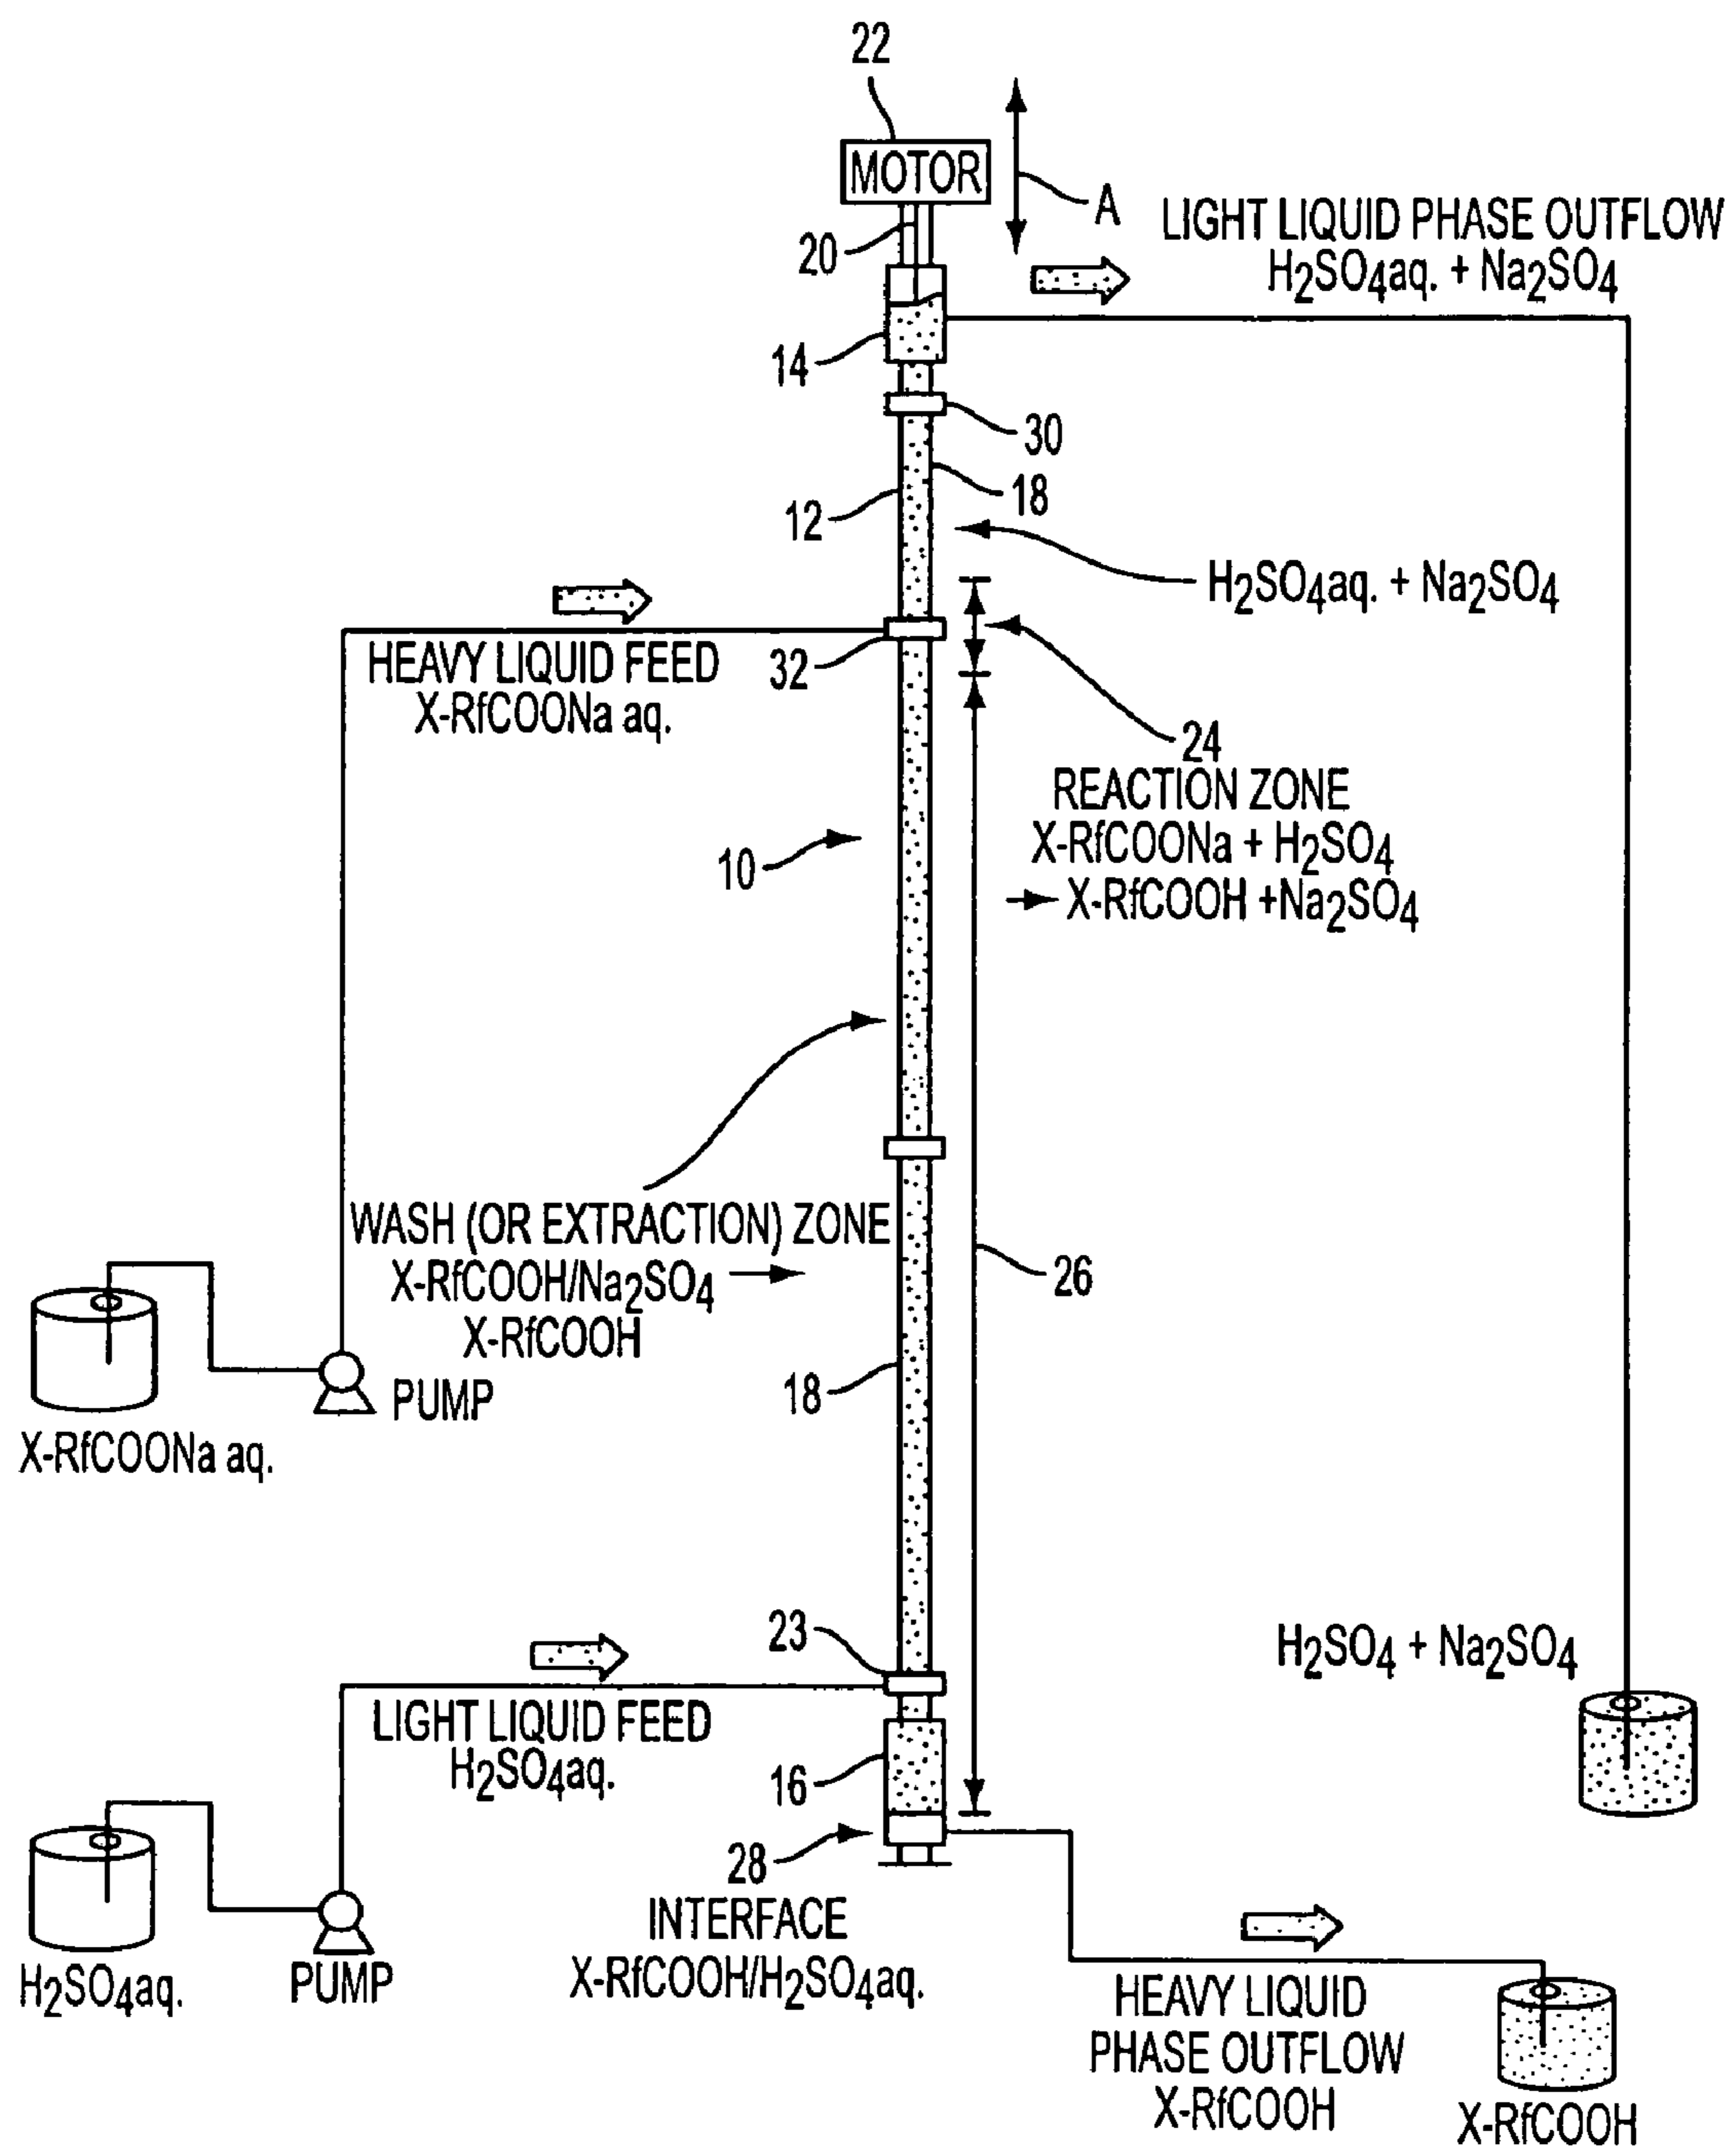 22
MOTOR
A
20
LIGHT LIQUID PHASE OUTFLOW
H2SO4aq. + Na2SO4
14
30
12
18
H2SO4aq. + Na2SO4
HEAVY LIQUID FEED
X-RfCOONa aq.
32
24
REACTION ZONE
X-RfCOONa + H2SO4
X-RfCOOH +Na2SO4
10
WASH (OR EXTRACTION) ZONE
X-RfCOOH/Na2SO4
X-RfCOOH
26
18
PUMP
X-RfCOONa aq.
23
LIGHT LIQUID FEED
H2SO4aq.
H2SO4 + Na2SO4
16
28
INTERFACE
X-RfCOOH/H2SO4aq.
PUMP
H2SO4aq.
HEAVY LIQUID
PHASE OUTFLOW
X-RfCOOH
X-RfCOOH